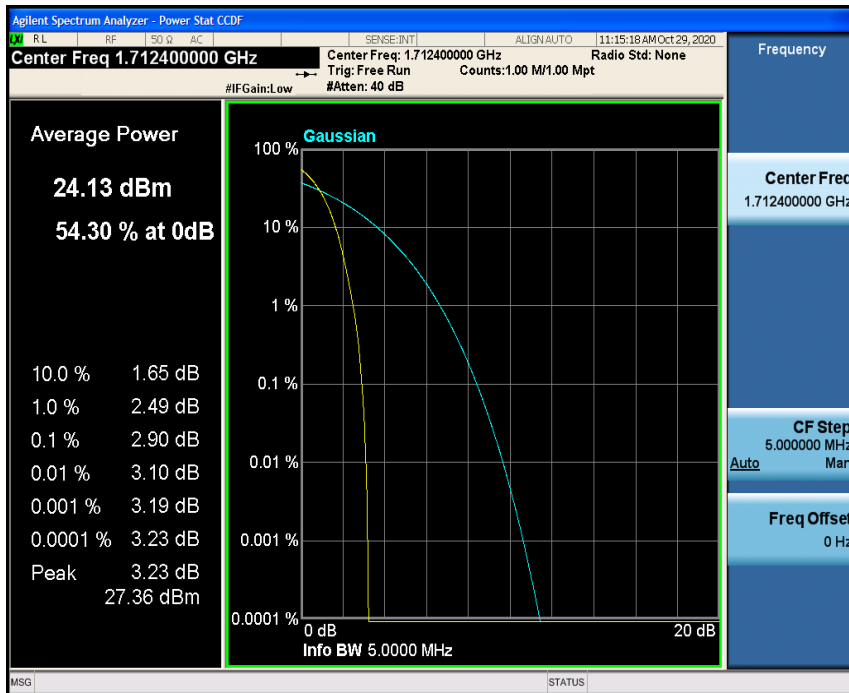 Agilent Spectrum Analyzer - Power Stat CCDF
LXI RL RF 50 Ω AC SENSE:INT ALIGN AUTO 11:15:18 AM Oct 29, 2020
Center Freq 1.712400000 GHz
Center Freq: 1.712400000 GHz Radio Std: None
Trig: Free Run Counts:1.00 M/1.00 Mpt
#IFGain:Low #Atten: 40 dB
Average Power
24.13 dBm
54.30 % at 0dB
10.0 % 1.65 dB
1.0 % 2.49 dB
0.1 % 2.90 dB
0.01 % 3.10 dB
0.001 % 3.19 dB
0.0001 % 3.23 dB
Peak 3.23 dB
27.36 dBm
Gaussian
100 %
10 %
1 %
0.1 %
0.01 %
0.001 %
0.0001 %
0 dB 20 dB
Info BW 5.0000 MHz
Frequency
Center Freq
1.712400000 GHz
CF Step
5.000000 MHz
Auto Man
Freq Offset
0 Hz
MSG STATUS